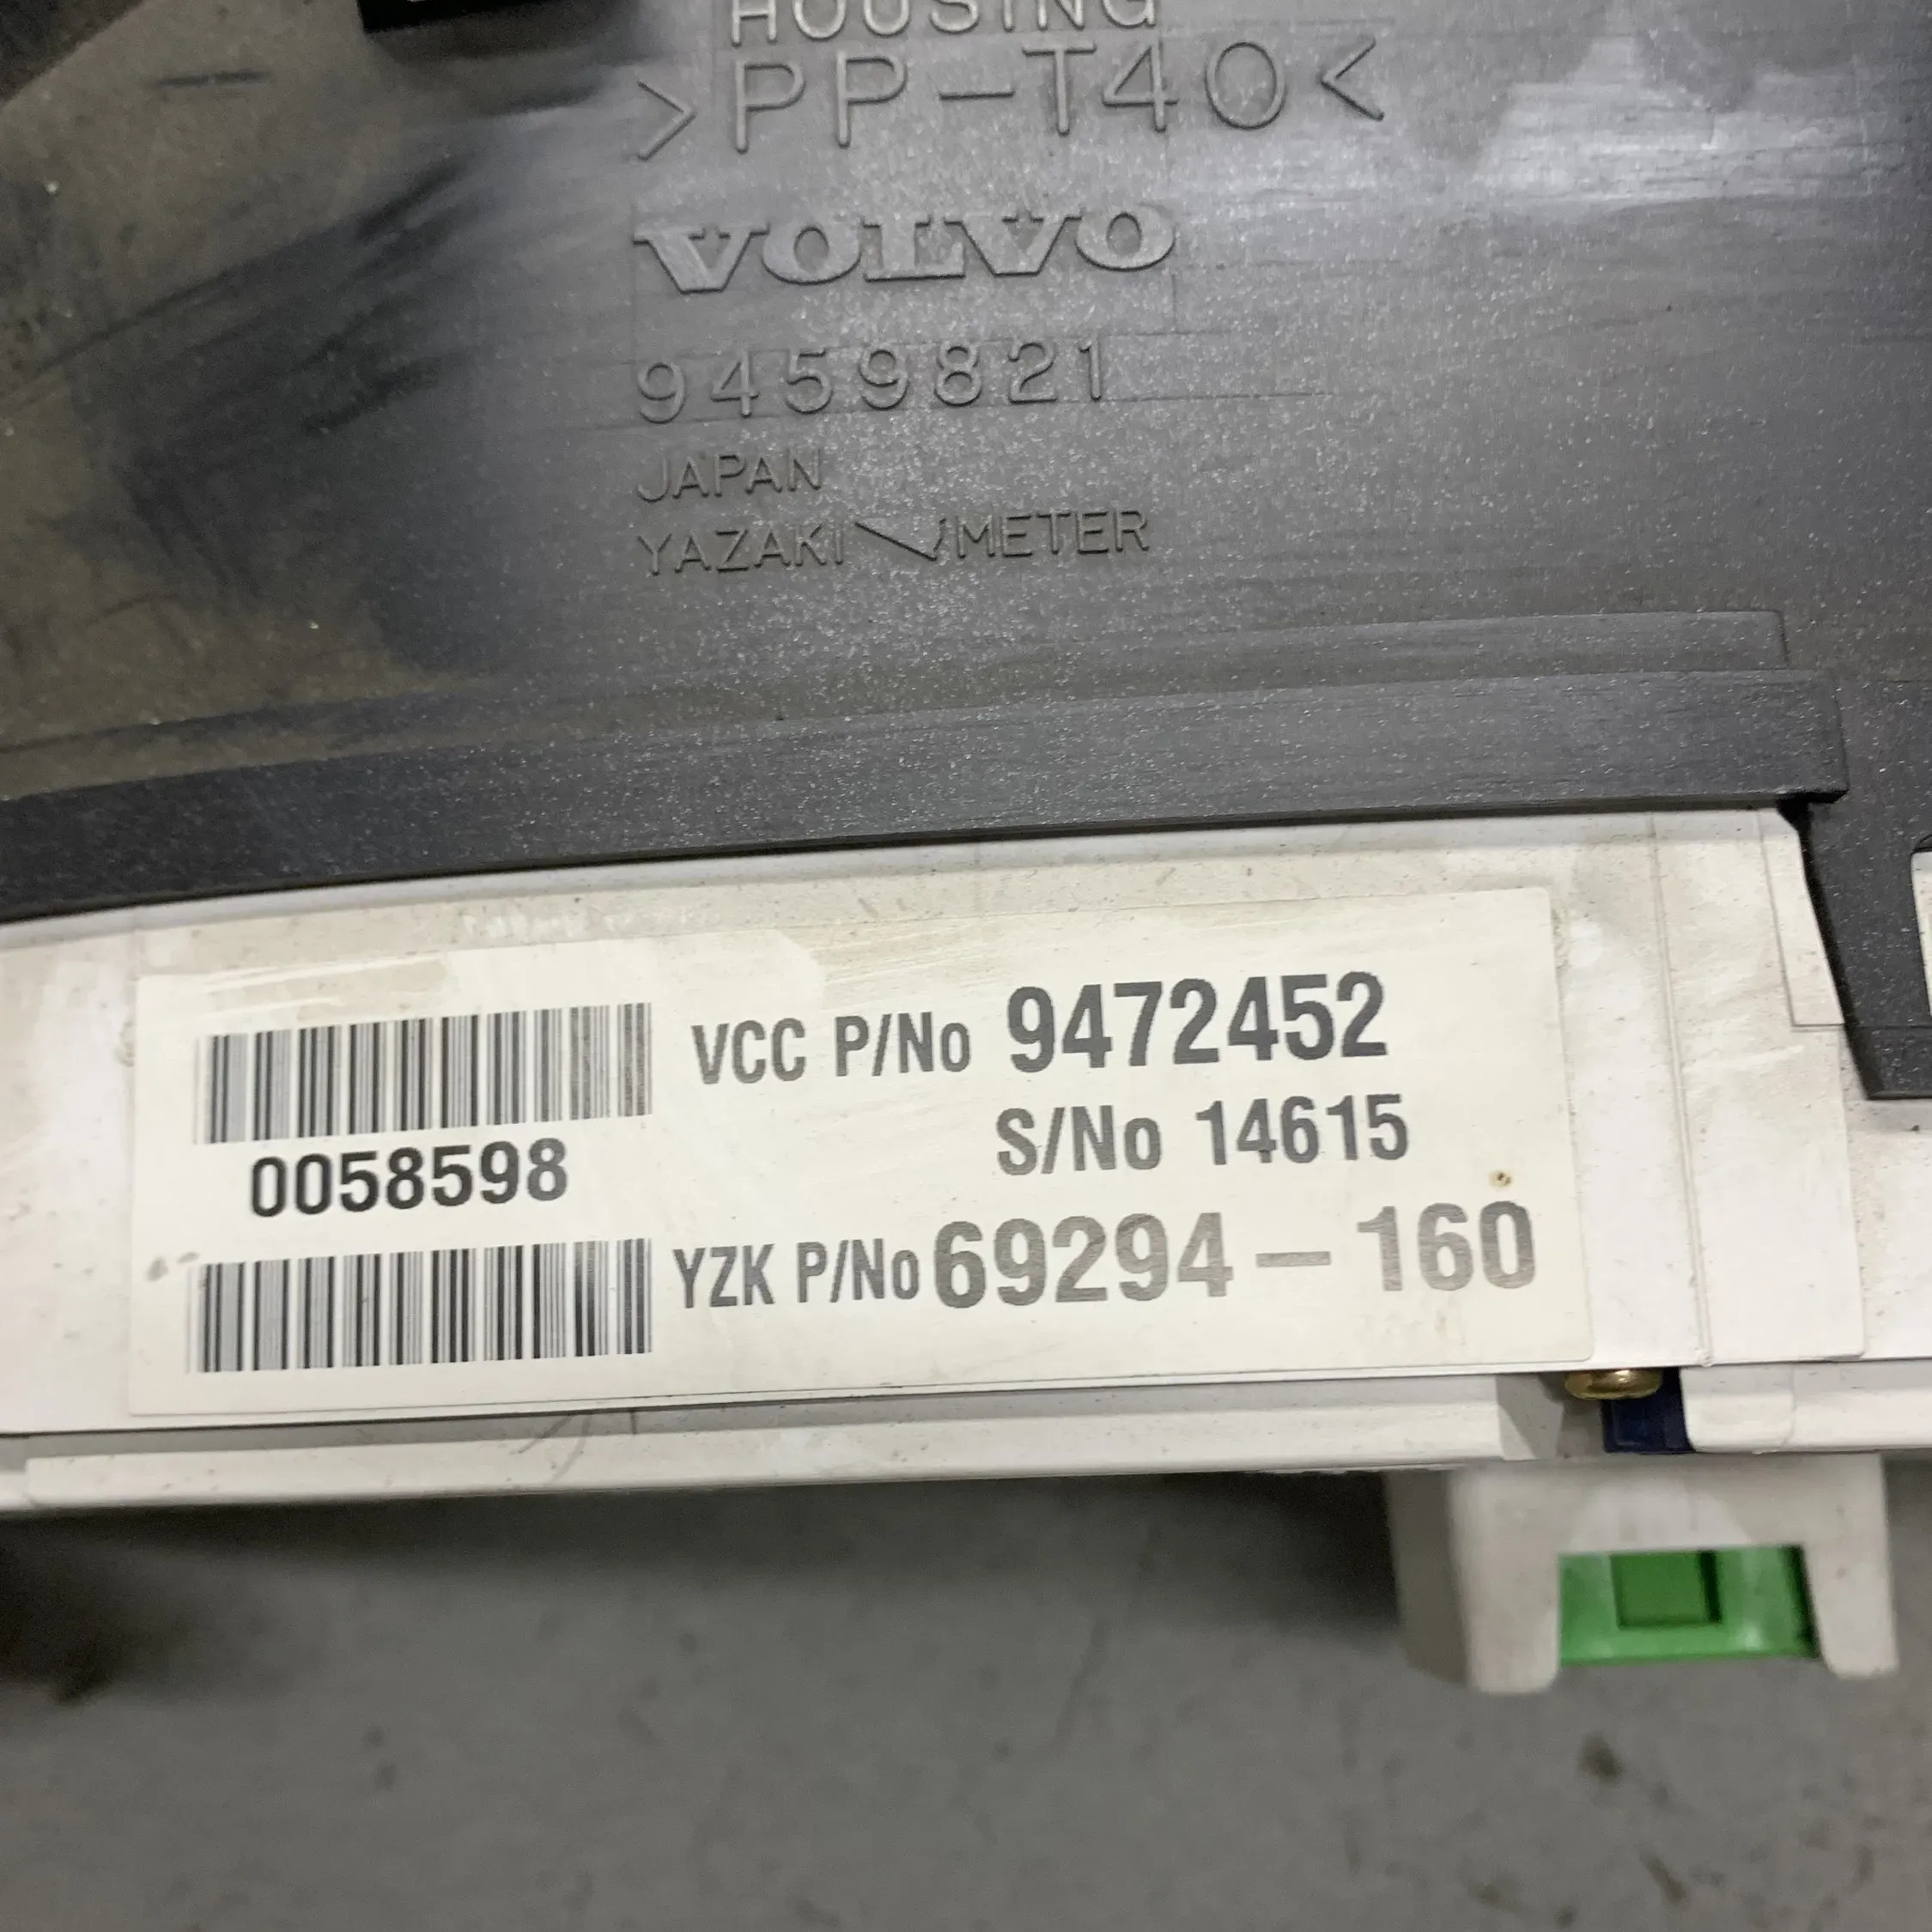 HOUSING
>PP-T40<
VOLVO
9459821
JAPAN
YAZAKI METER
VCC P/No 9472452
S/No 14615
0058598
YZK P/No 69294-160